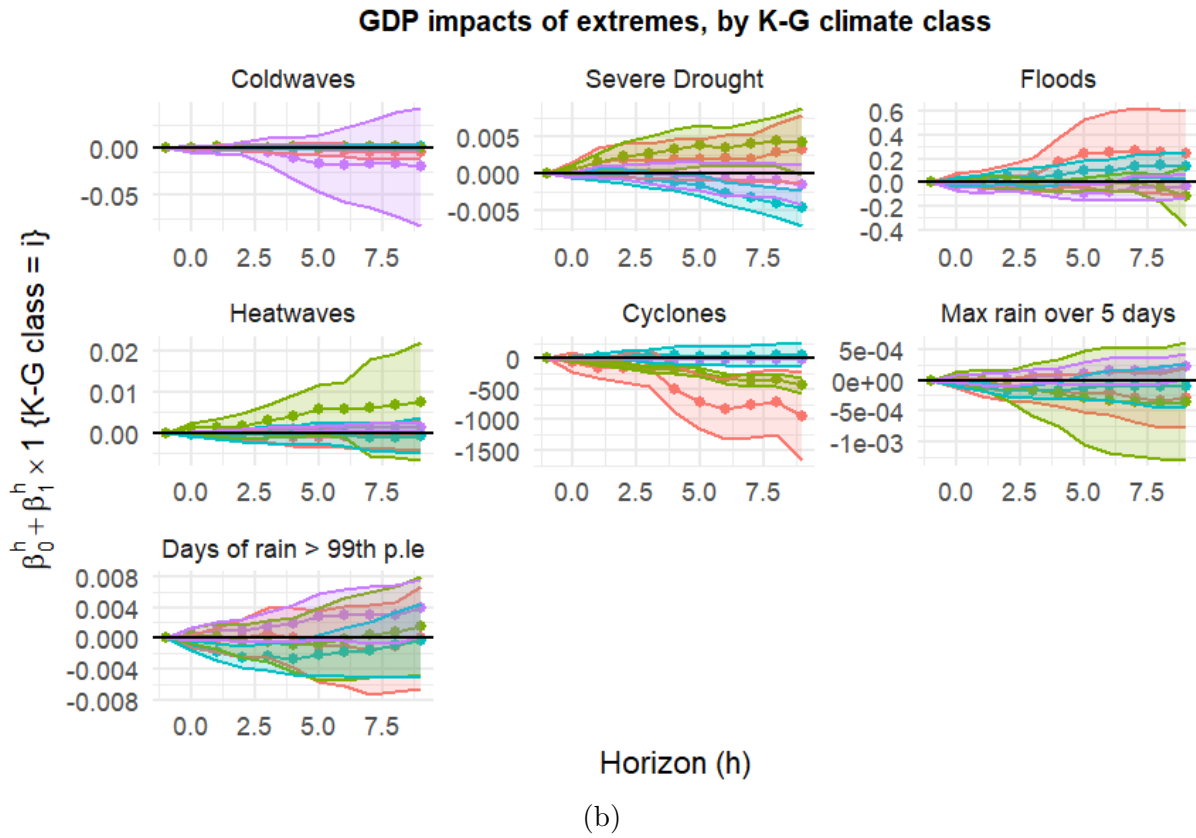 GDP impacts of extremes, by K-G climate class
Coldwaves
Severe Drought
Floods
0.00
-0.05
0.005
0.000
-0.005
0.6
0.4
0.2
0.0
-0.2
-0.4
0.0 2.5 5.0 7.5
0.0 2.5 5.0 7.5
0.0 2.5 5.0 7.5
Heatwaves
Cyclones
Max rain over 5 days
0.02
0.01
0.00
0
-500
-1000
-1500
5e-04
0e+00
-5e-04
-1e-03
0.0 2.5 5.0 7.5
0.0 2.5 5.0 7.5
0.0 2.5 5.0 7.5
Days of rain > 99th p.le
0.008
0.004
0.000
-0.004
-0.008
0.0 2.5 5.0 7.5
β₀ʰ + β₁ʰ × 1 {K-G class = i}
Horizon (h)
(b)